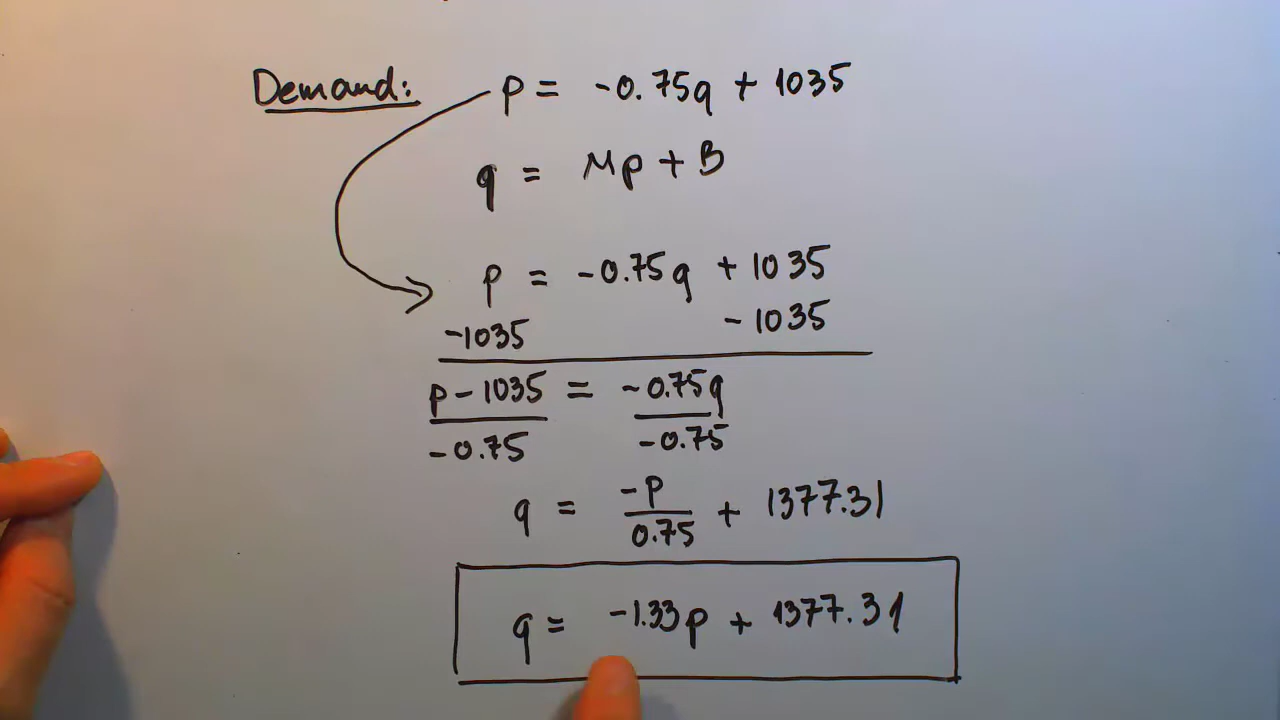 Demand: p = -0.75q + 1035
q = Mp + B
p = -0.75q + 1035
-1035 - 1035
p - 1035 = -0.75q
-0.75 -0.75
q = -p/0.75 + 1377.31
q = -1.33p + 1377.31